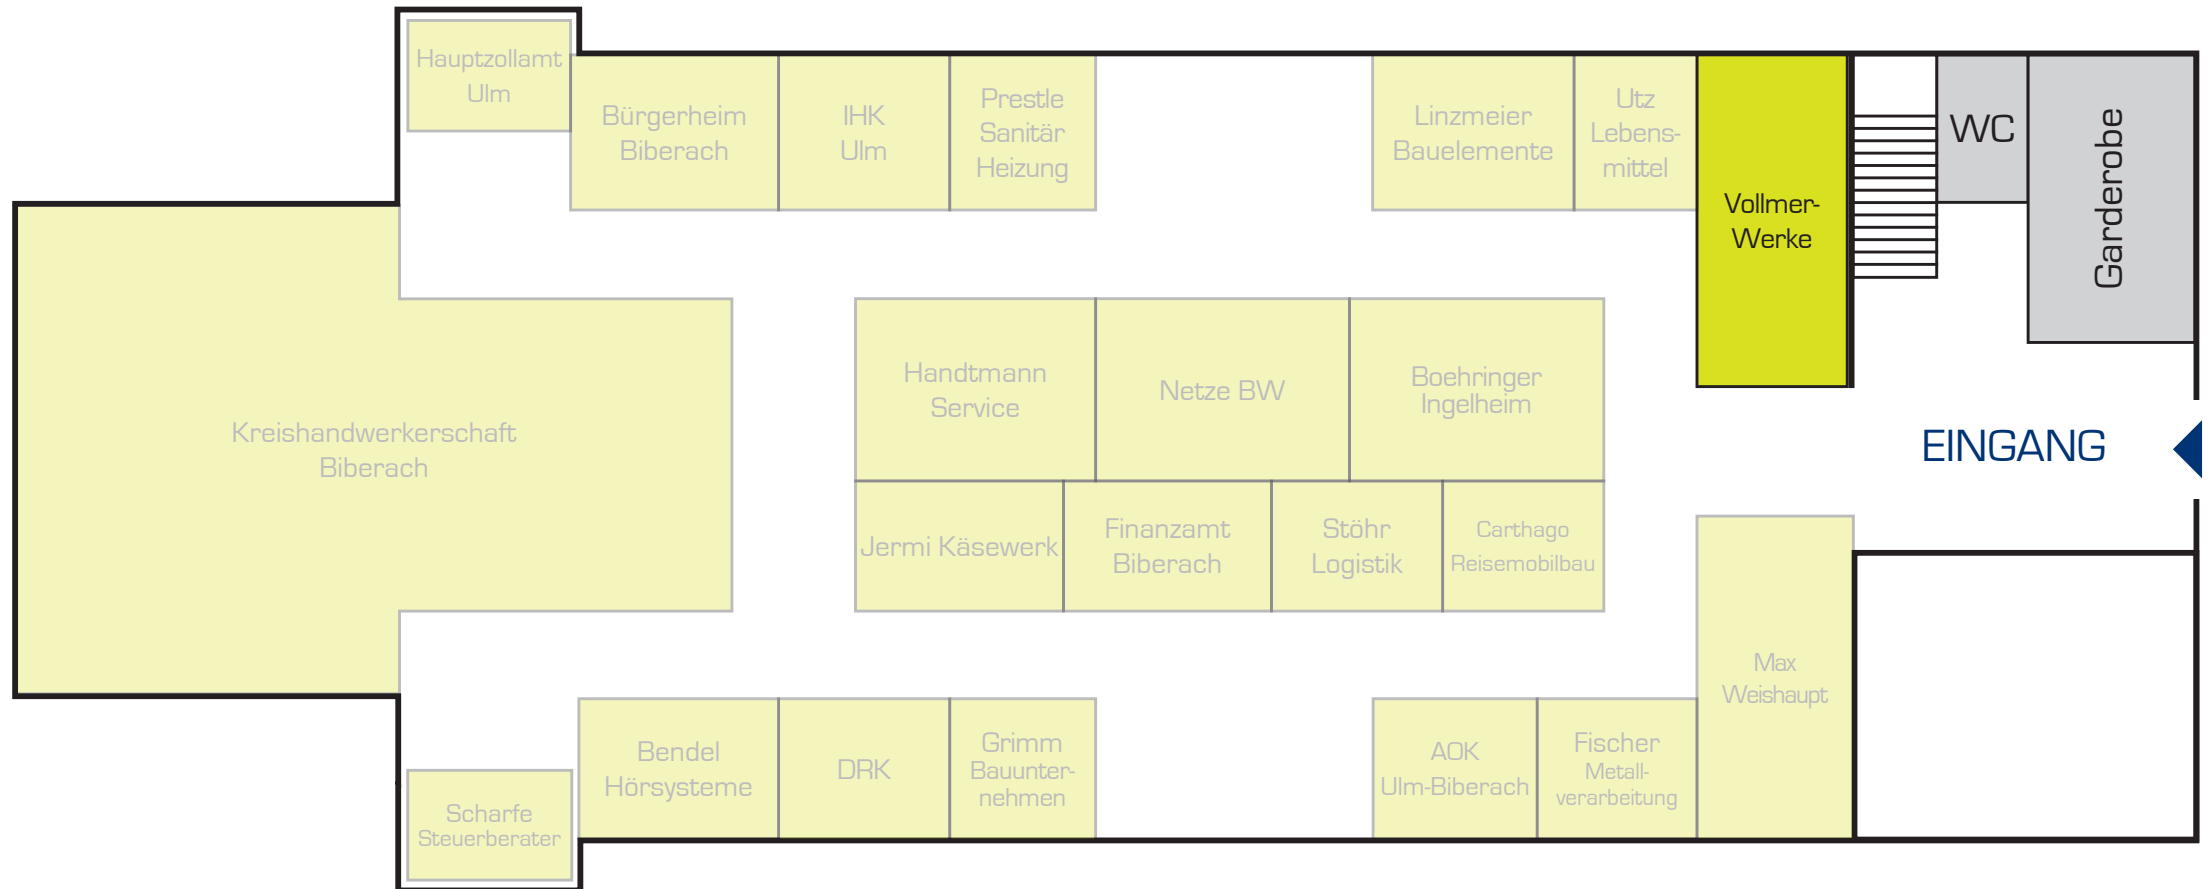 Hauptzollamt
Ulm
Bürgerheim
Biberach
IHK
Ulm
Prestle
Sanitär
Heizung
Linzmeier
Bauelemente
Utz
Lebens-
mittel
Vollmer-
Werke
WC
Garderobe
Kreishandwerkerschaft
Biberach
Handtmann
Service
Netze BW
Boehringer
Ingelheim
EINGANG
Jermi Käsewerk
Finanzamt
Biberach
Stöhr
Logistik
Carthago
Reisemobilbau
Max
Weishaupt
Scharfe
Steuerberater
Bendel
Hörsysteme
DRK
Grimm
Bauunter-
nehmen
AOK
Ulm-Biberach
Fischer
Metall-
verarbeitung